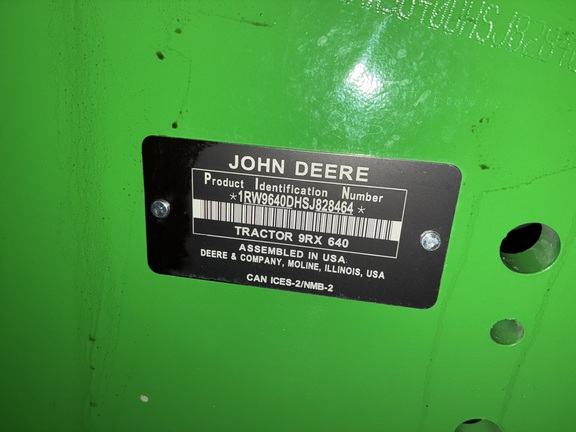 JOHN DEERE
Product Identification Number
*1RW9640DHSJ828464*
TRACTOR 9RX 640
ASSEMBLED IN USA
DEERE & COMPANY, MOLINE, ILLINOIS, USA
CAN ICES-2/NMB-2